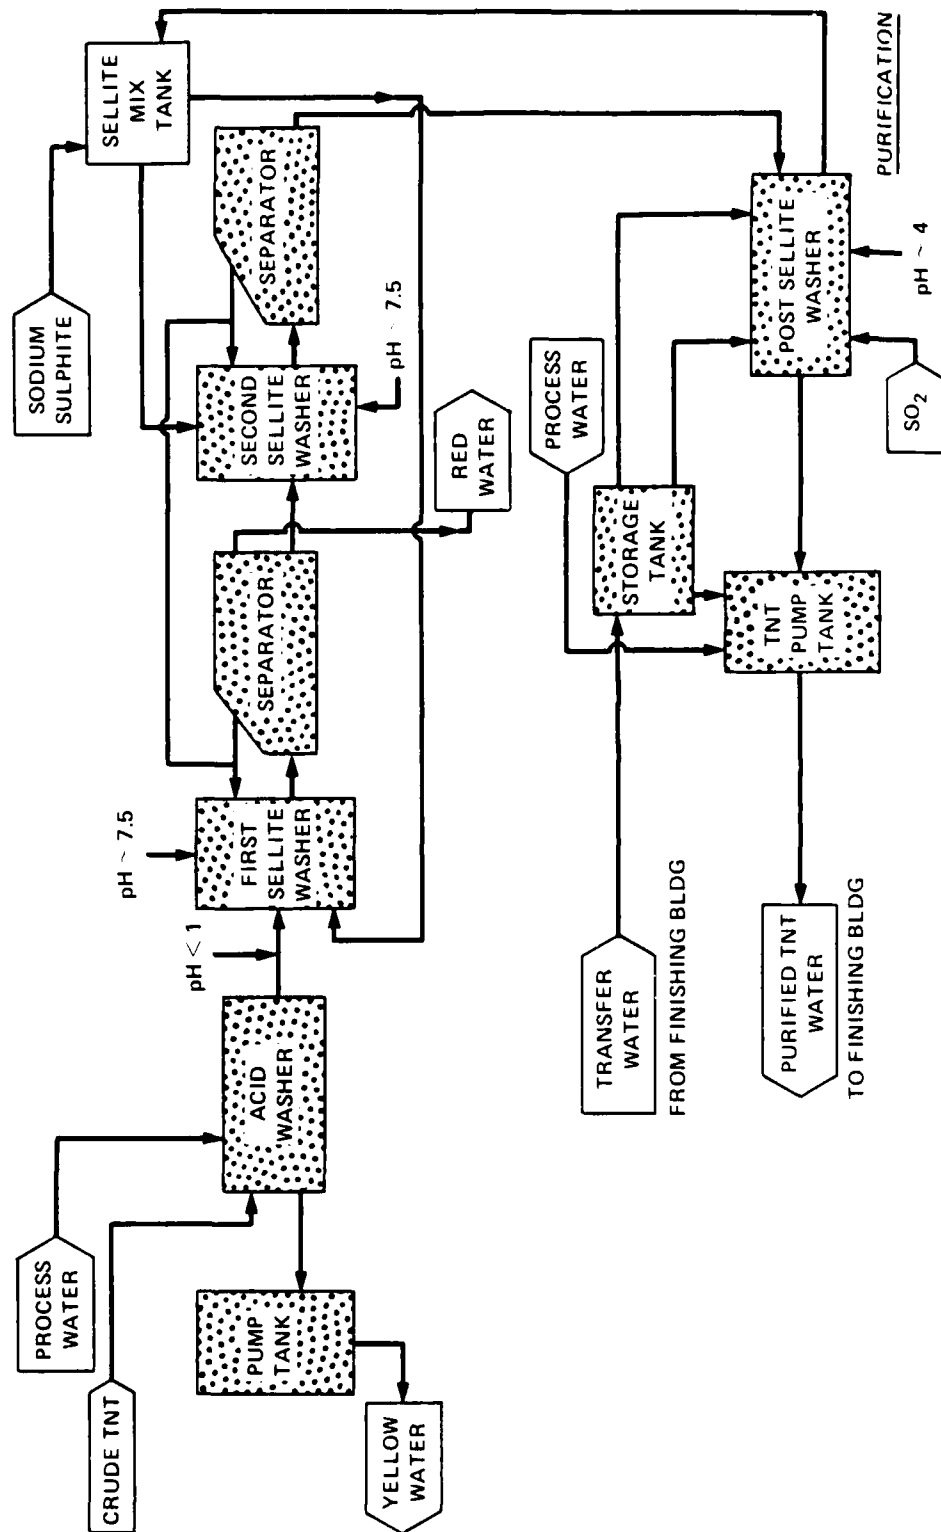 CRUDE TNT
PROCESS
WATER
YELLOW
WATER
PUMP
TANK
ACID
WASHER
pH < 1
pH ~ 7.5
FIRST
SELLITE
WASHER
SEPARATOR
RED
WATER
SECOND
SELLITE
WASHER
pH ~ 7.5
SEPARATOR
SODIUM
SULPHITE
SELLITE
MIX
TANK
TRANSFER
WATER
FROM FINISHING BLDG
PURIFIED TNT
WATER
TO FINISHING BLDG
PROCESS
WATER
STORAGE
TANK
TNT
PUMP
TANK
POST SELLITE
WASHER
SO₂
pH ~ 4
PURIFICATION